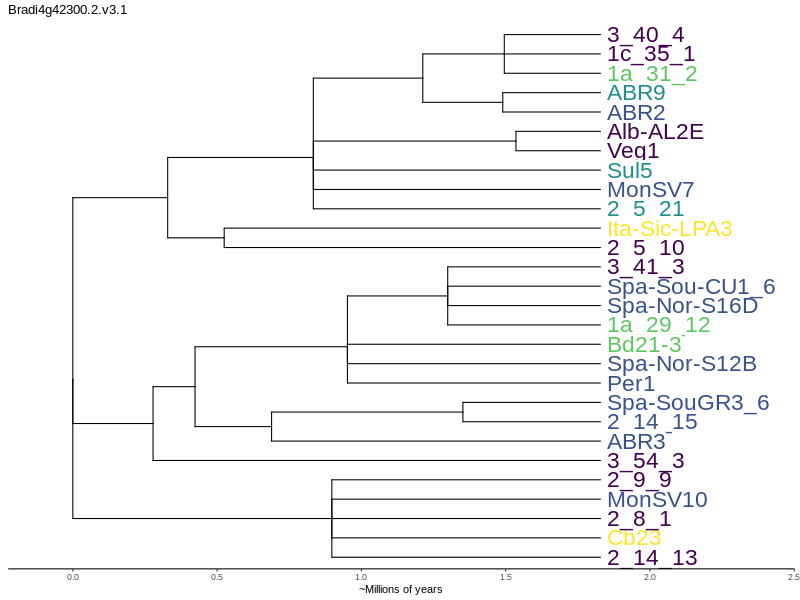 Bradi4g42300.2.v3.1
3_40_4
1c_35_1
1a_31_2
ABR9
ABR2
Alb-AL2E
Veg1
Sul5
MonSV7
2_5_21
Ita-Sic-LPA3
2_5_10
3_41_3
Spa-Sou-CU1_6
Spa-Nor-S16D
1a_29_12
Bd21-3
Spa-Nor-S12B
Per1
Spa-SouGR3_6
2_14_15
ABR3
3_54_3
2_9_9
MonSV10
2_8_1
Cb23
2_14_13
0.0 0.5 1.0 1.5 2.0 2.5
~Millions of years